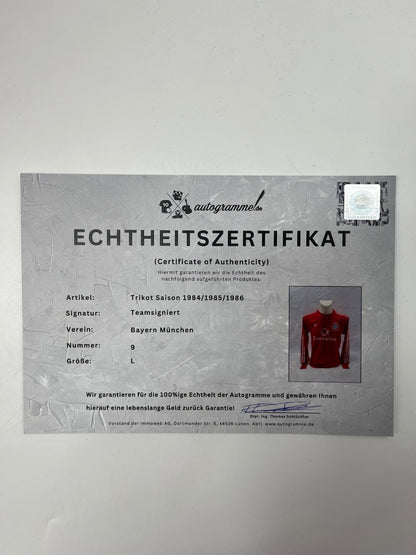 autogramme.de
ECHTHEITSZERTIFIKAT
(Certificate of Authenticity)
Hiermit garantieren wir die Echtheit des
nachfolgend aufgeführten Produktes:
Artikel: Trikot Saison 1984/1985/1986
Signatur: Teamsigniert
Verein: Bayern München
Nummer: 9
Größe: L
Wir garantieren für die 100%ige Echtheit der Autogramme und gewähren Ihnen
hierauf eine lebenslange Geld zurück Garantie!
Dipl. Ing. Thomas Schlüchter
Vorstand der Immoweb AG, Dortmunder Str. 5, 44536 Lünen, Abtl. www.autogramme.de